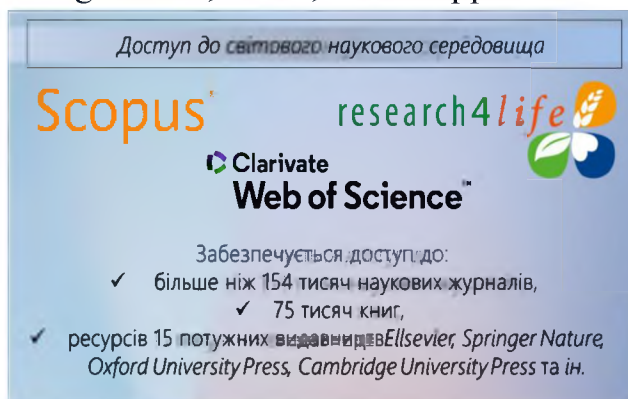 Доступ до світового наукового середовища
Scopus
research4life
Clarivate
Web of Science™
Забезпечується доступ до:
✓ більше ніж 154 тисяч наукових журналів,
✓ 75 тисяч книг,
✓ ресурсів 15 потужних видавництв Ellsevier, Springer Nature,
Oxford University Press, Cambridge University Press та ін.